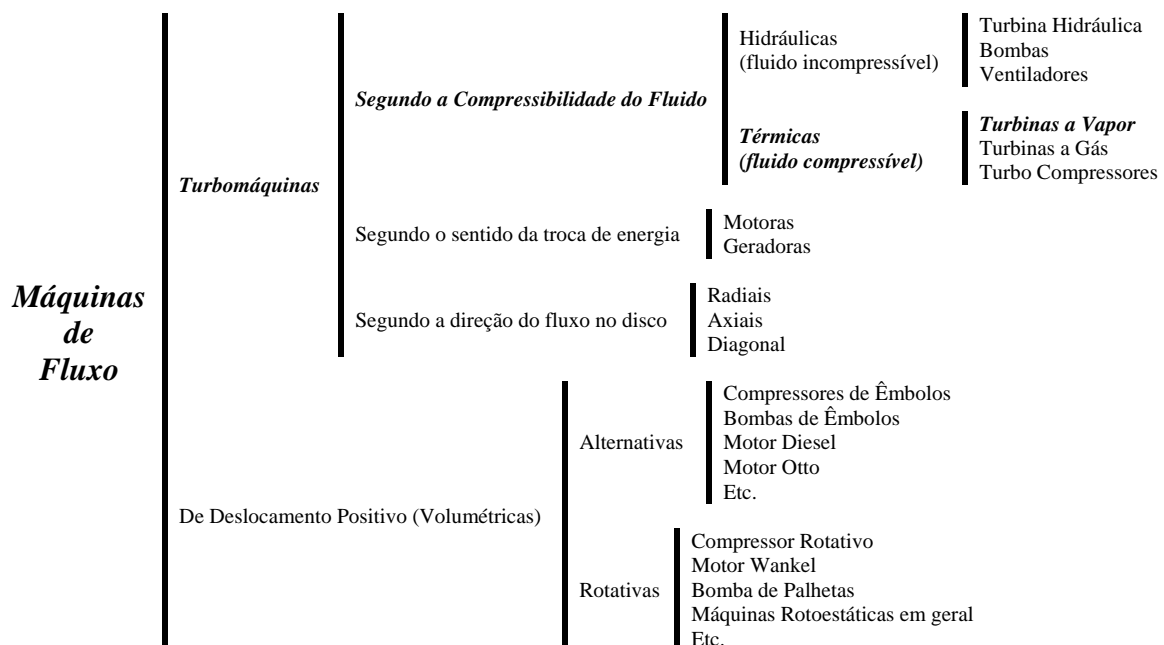 Máquinas
de
Fluxo
Turbomáquinas
Segundo a Compressibilidade do Fluido
Hidráulicas
(fluido incompressível)
Turbina Hidráulica
Bombas
Ventiladores
Térmicas
(fluido compressível)
Turbinas a Vapor
Turbinas a Gás
Turbo Compressores
Segundo o sentido da troca de energia
Motoras
Geradoras
Segundo a direção do fluxo no disco
Radiais
Axiais
Diagonal
De Deslocamento Positivo (Volumétricas)
Alternativas
Compressores de Êmbolos
Bombas de Êmbolos
Motor Diesel
Motor Otto
Etc.
Rotativas
Compressor Rotativo
Motor Wankel
Bomba de Palhetas
Máquinas Rotoestáticas em geral
Etc.